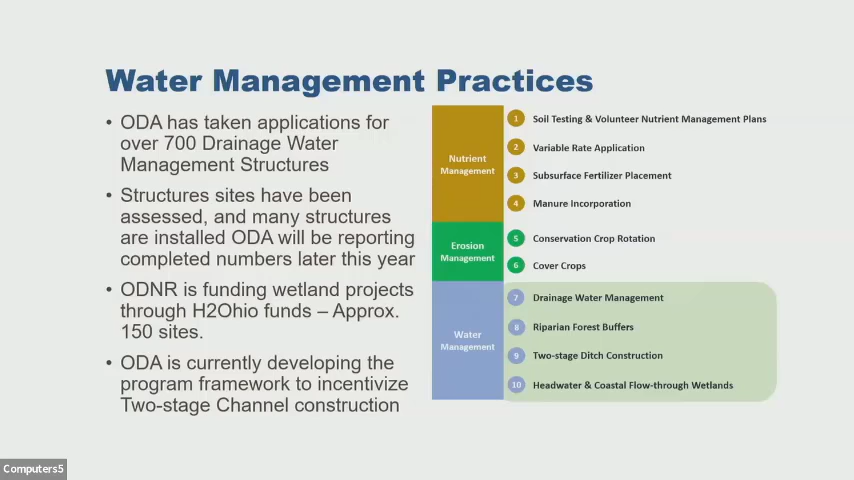 Water Management Practices
• ODA has taken applications for
over 700 Drainage Water
Management Structures
• Structures sites have been
assessed, and many structures
are installed ODA will be reporting
completed numbers later this year
• ODNR is funding wetland projects
through H2Ohio funds – Approx.
150 sites.
• ODA is currently developing the
program framework to incentivize
Two-stage Channel construction
Nutrient
Management
1 Soil Testing & Volunteer Nutrient Management Plans
2 Variable Rate Application
3 Subsurface Fertilizer Placement
4 Manure Incorporation
Erosion
Management
5 Conservation Crop Rotation
6 Cover Crops
Water
Management
7 Drainage Water Management
8 Riparian Forest Buffers
9 Two-stage Ditch Construction
10 Headwater & Coastal Flow-through Wetlands
Computers5